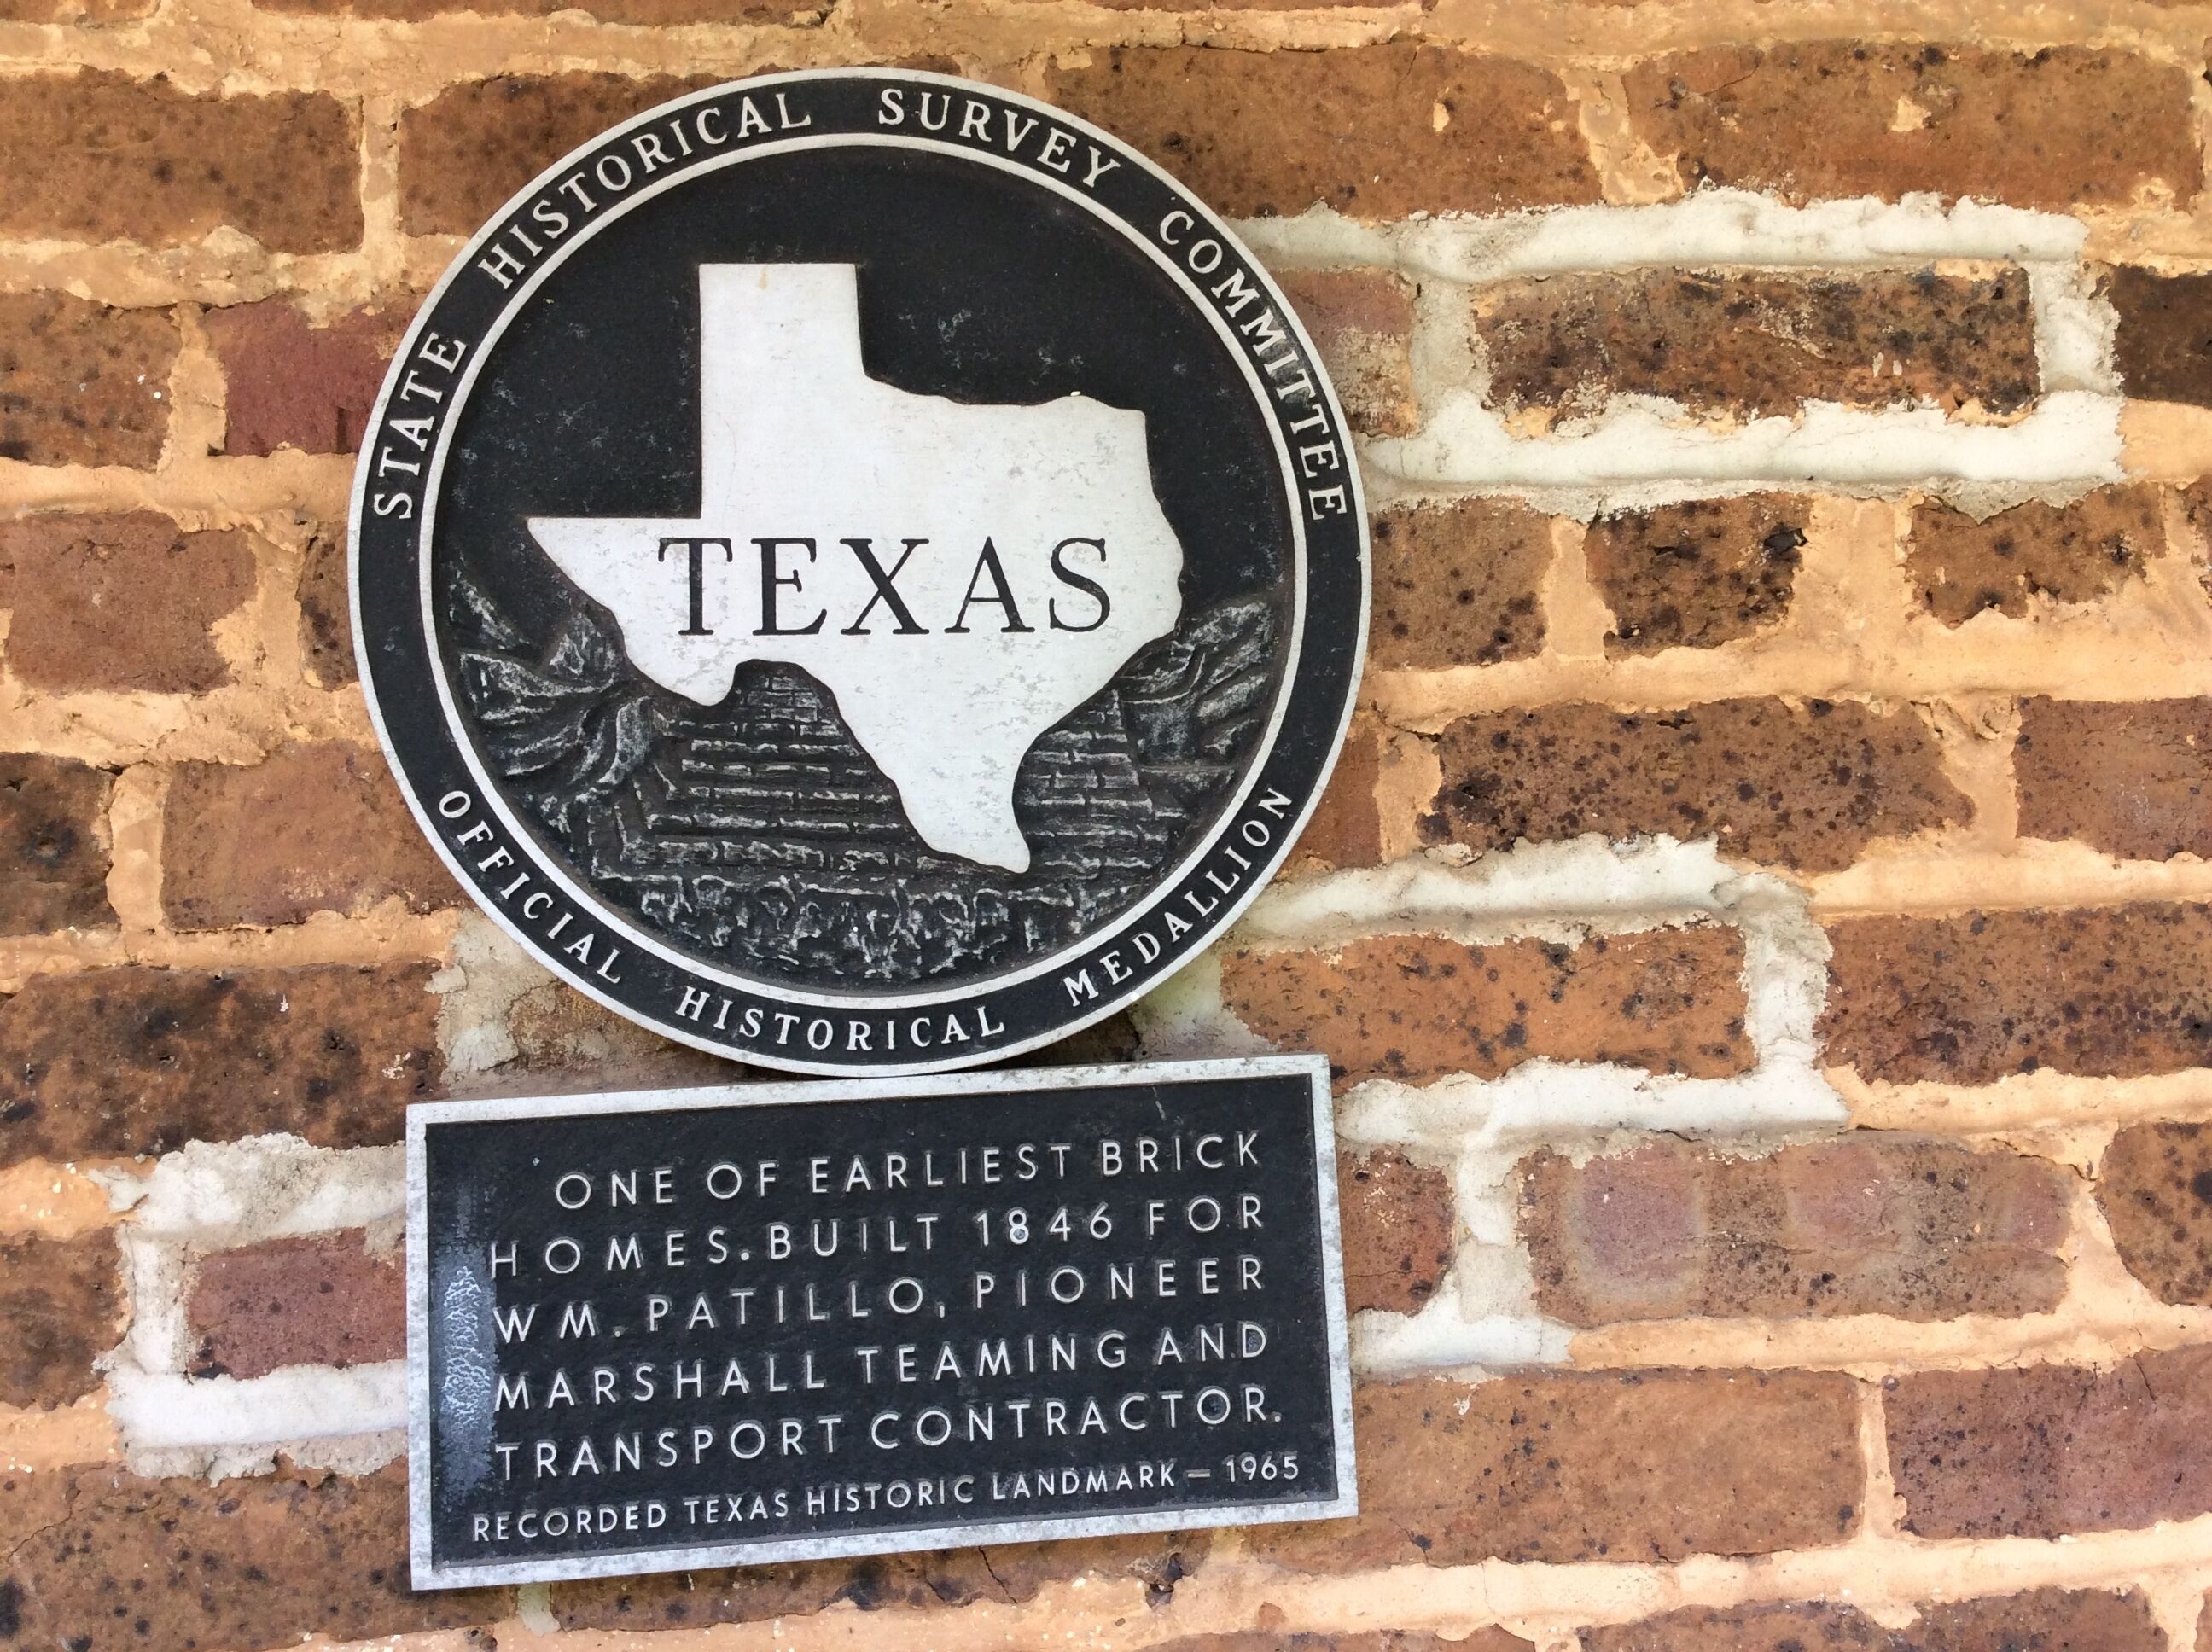 STATE HISTORICAL SURVEY COMMITTEE
TEXAS
OFFICIAL HISTORICAL MEDALLION
ONE OF EARLIEST BRICK
HOMES. BUILT 1846 FOR
WM. PATILLO, PIONEER
MARSHALL TEAMING AND
TRANSPORT CONTRACTOR.
RECORDED TEXAS HISTORIC LANDMARK — 1965